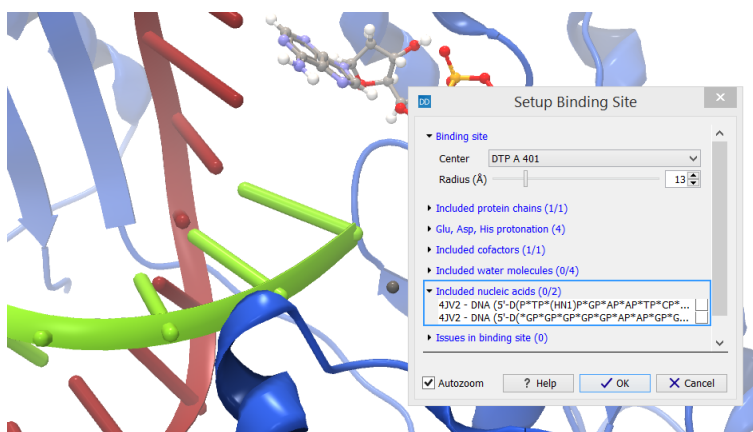 DD Setup Binding Site
Binding site
Center DTP A 401
Radius (Å) 13
Included protein chains (1/1)
Glu, Asp, His protonation (4)
Included cofactors (1/1)
Included water molecules (0/4)
Included nucleic acids (0/2)
4JV2 - DNA (5'-D(P*TP*(HN1)P*GP*AP*AP*TP*CP*...
4JV2 - DNA (5'-D(*GP*GP*GP*GP*GP*AP*AP*GP*G...
Issues in binding site (0)
Autozoom ? Help OK Cancel